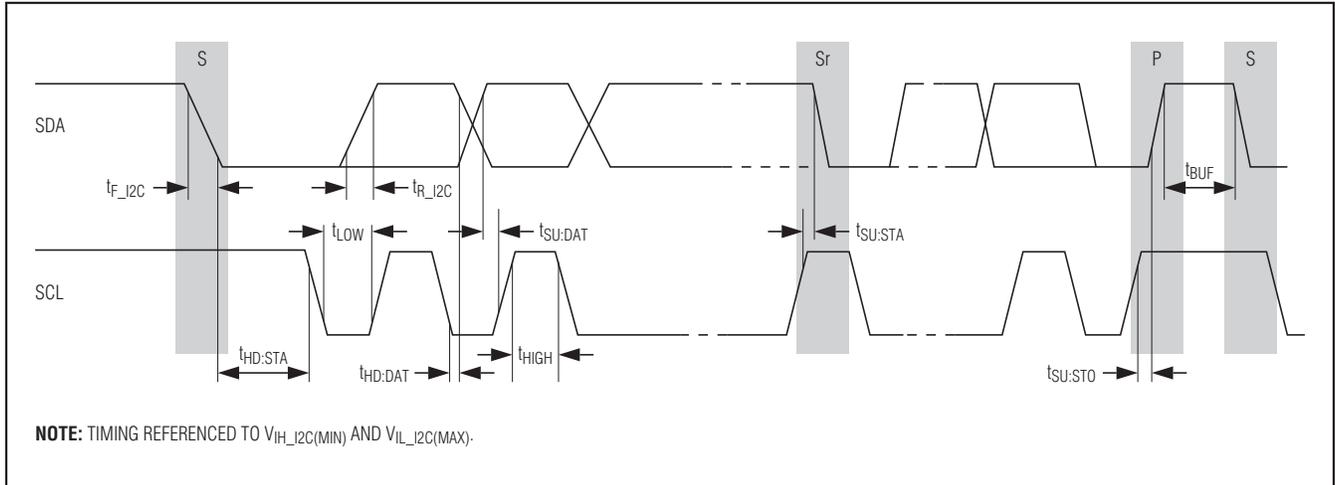 S Sr P S
SDA
tBUF
tF_I2C tR_I2C
tLOW tSU:DAT tSU:STA
SCL
tHD:STA tHD:DAT tHIGH tSU:STO
NOTE: TIMING REFERENCED TO VIH_I2C(MIN) AND VIL_I2C(MAX).